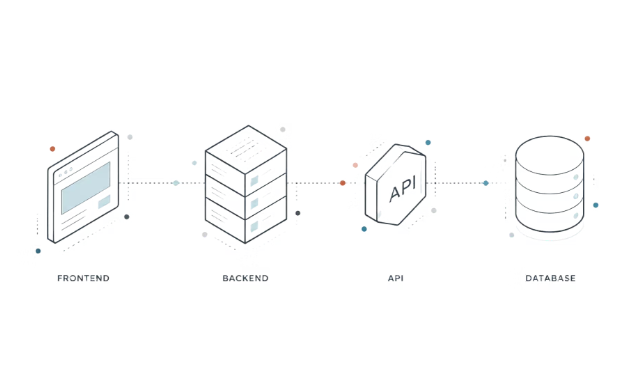 API
FRONTEND
BACKEND
API
DATABASE